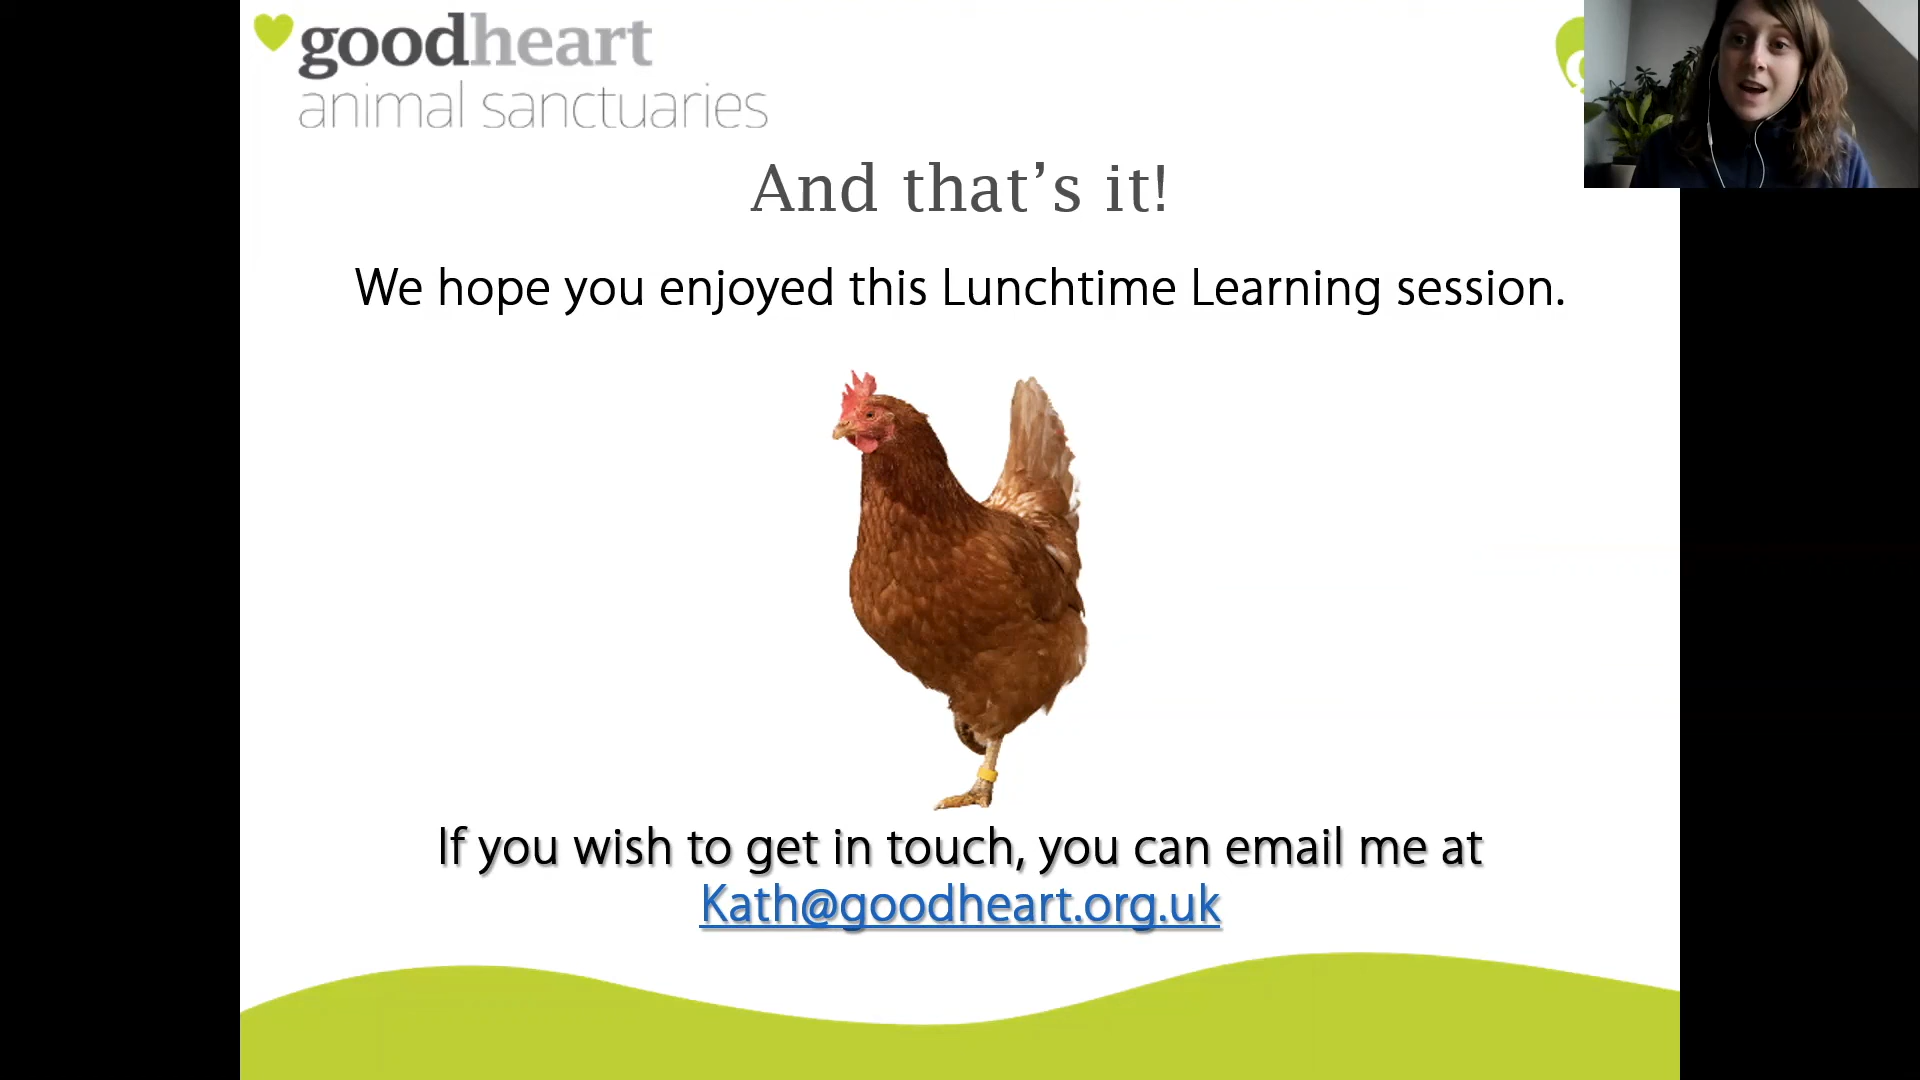 goodheart
animal sanctuaries
And that’s it!
We hope you enjoyed this Lunchtime Learning session.
If you wish to get in touch, you can email me at
Kath@goodheart.org.uk